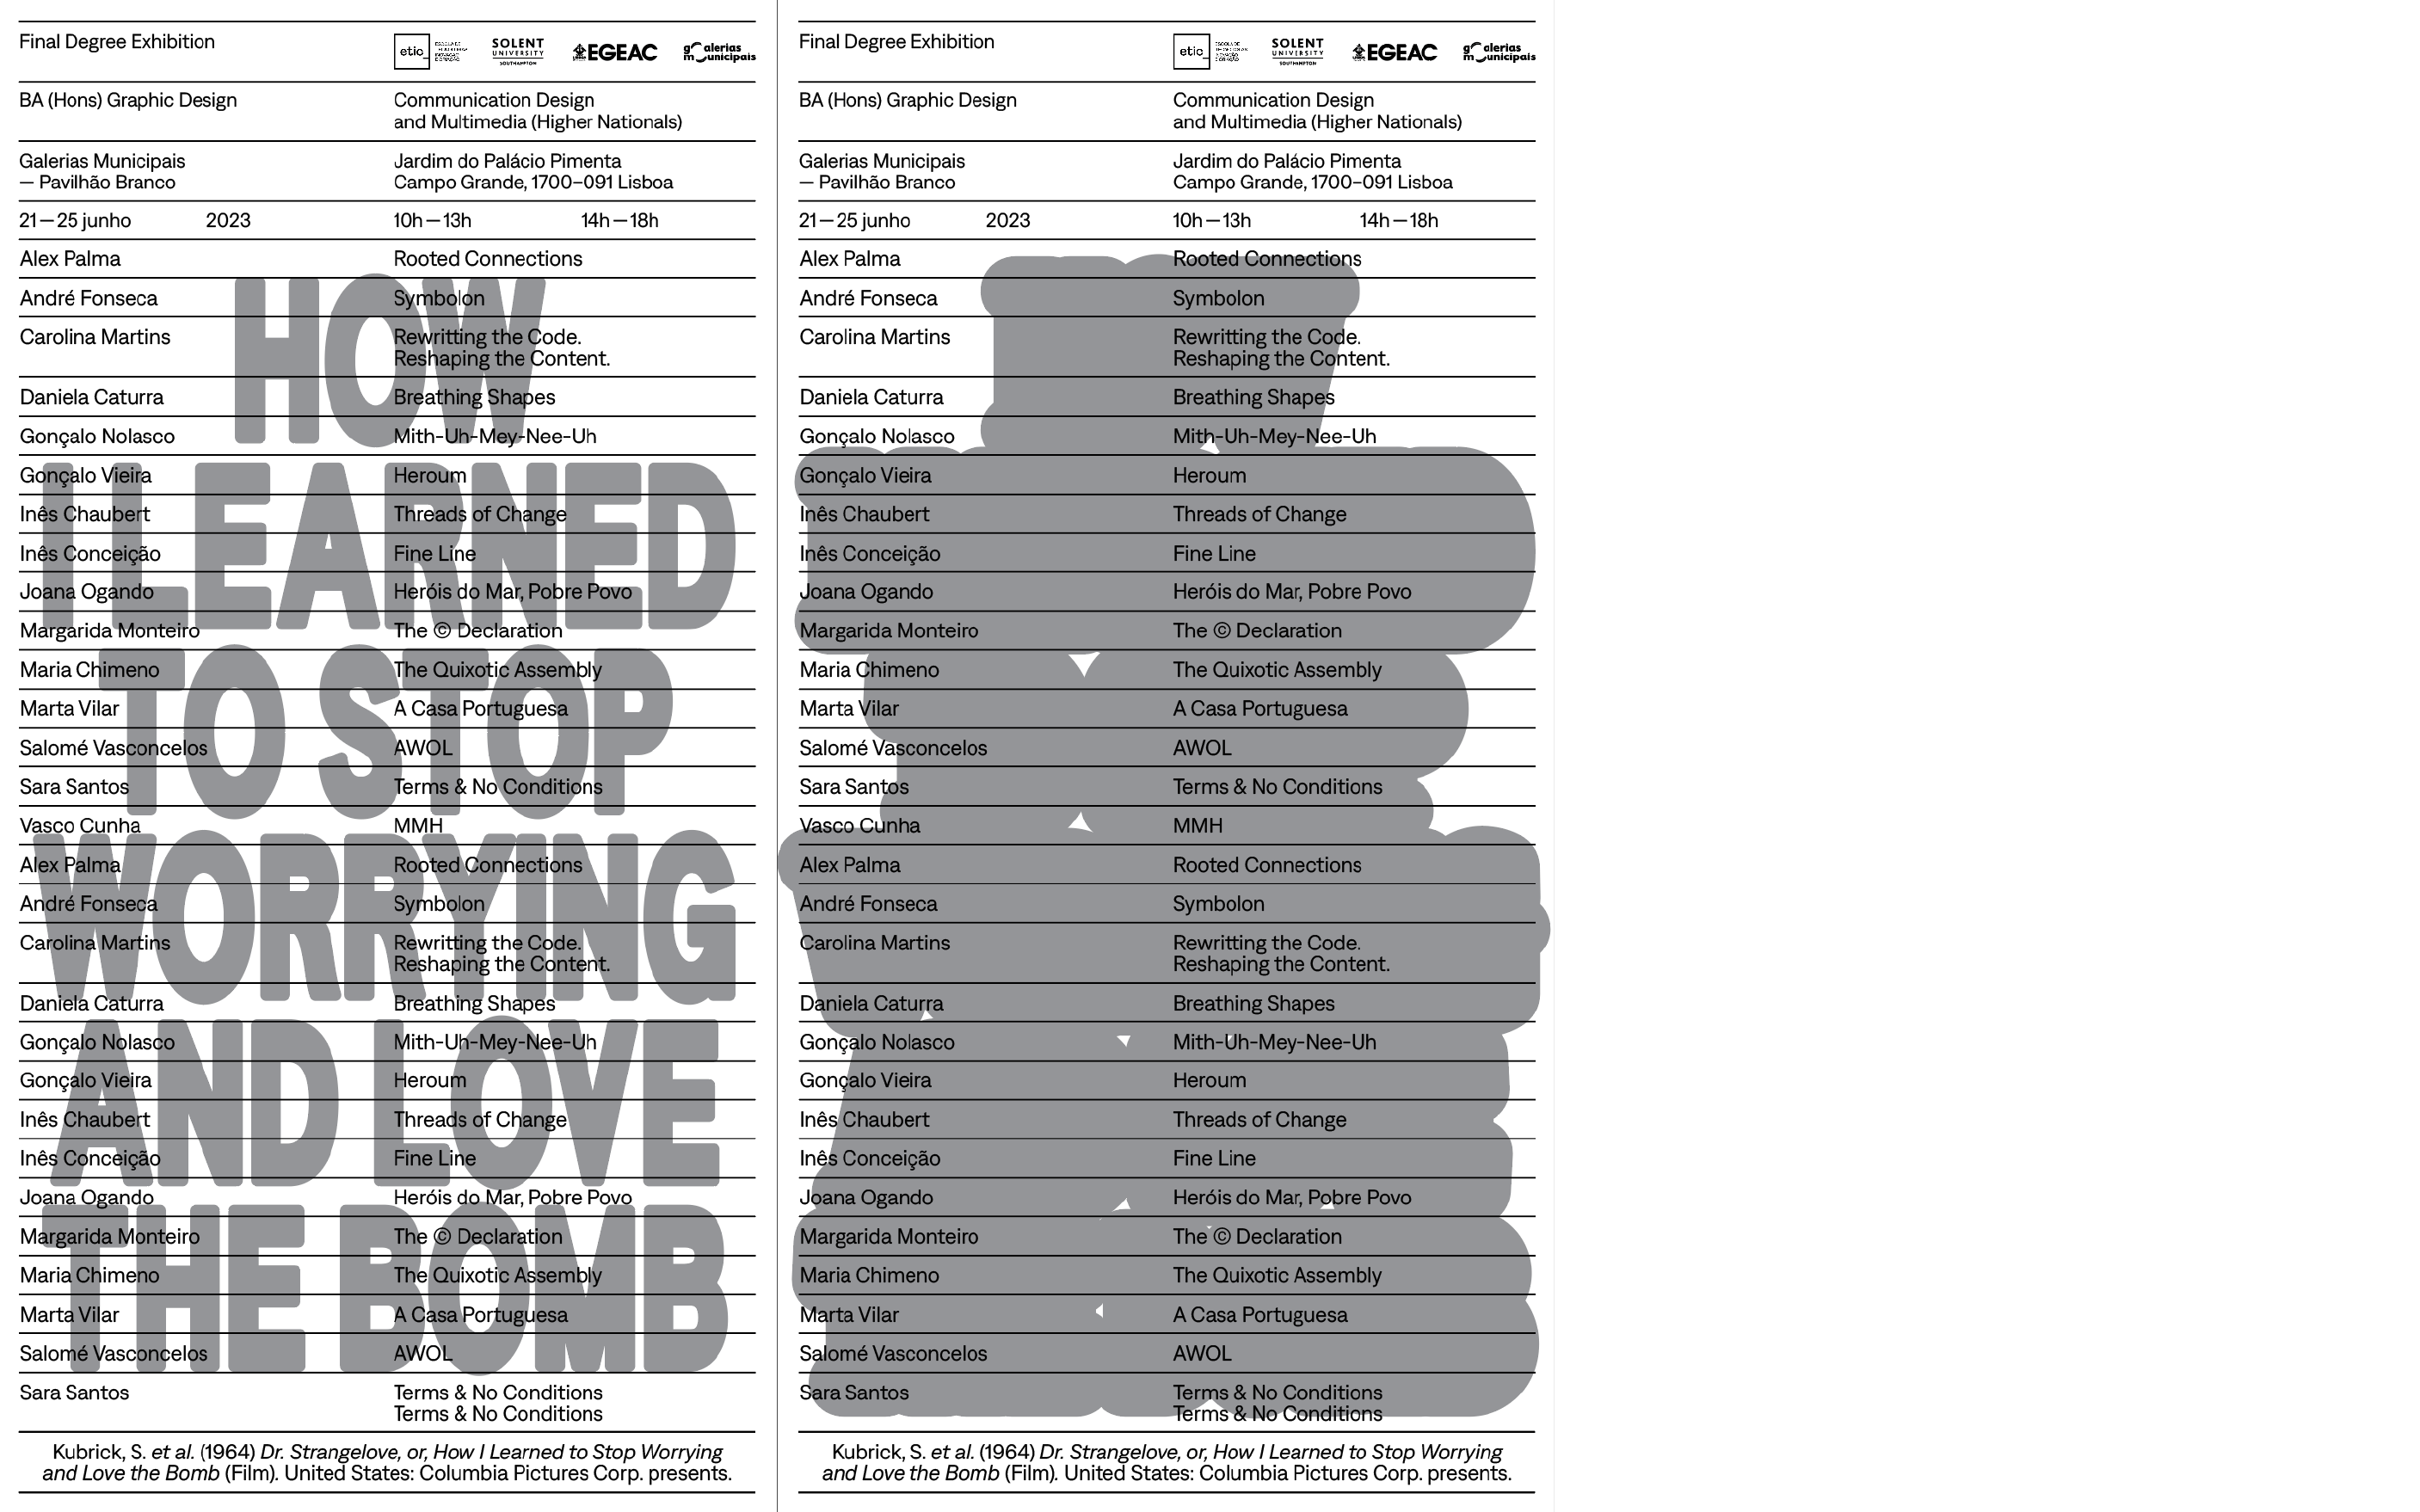 Final Degree Exhibition
etic_
SOLENT
UNIVERSITY
SOUTHAMPTON
EGEAC
galerias
municipais
BA (Hons) Graphic Design
Communication Design
and Multimedia (Higher Nationals)
Galerias Municipais
— Pavilhão Branco
Jardim do Palácio Pimenta
Campo Grande, 1700–091 Lisboa
21—25 junho 2023 10h—13h 14h—18h
Alex Palma Rooted Connections
André Fonseca Symbolon
Carolina Martins Rewritting the Code.
Reshaping the Content.
Daniela Caturra Breathing Shapes
Gonçalo Nolasco Mith-Uh-Mey-Nee-Uh
Gonçalo Vieira Heroum
Inês Chaubert Threads of Change
Inês Conceição Fine Line
Joana Ogando Heróis do Mar, Pobre Povo
Margarida Monteiro The © Declaration
Maria Chimeno The Quixotic Assembly
Marta Vilar A Casa Portuguesa
Salomé Vasconcelos AWOL
Sara Santos Terms & No Conditions
Vasco Cunha MMH
Alex Palma Rooted Connections
André Fonseca Symbolon
Carolina Martins Rewritting the Code.
Reshaping the Content.
Daniela Caturra Breathing Shapes
Gonçalo Nolasco Mith-Uh-Mey-Nee-Uh
Gonçalo Vieira Heroum
Inês Chaubert Threads of Change
Inês Conceição Fine Line
Joana Ogando Heróis do Mar, Pobre Povo
Margarida Monteiro The © Declaration
Maria Chimeno The Quixotic Assembly
Marta Vilar A Casa Portuguesa
Salomé Vasconcelos AWOL
Sara Santos Terms & No Conditions
Terms & No Conditions
HOW
I LEARNED
TO STOP
WORRYING
AND LOVE
THE BOMB
Kubrick, S. et al. (1964) Dr. Strangelove, or, How I Learned to Stop Worrying
and Love the Bomb (Film). United States: Columbia Pictures Corp. presents.
Final Degree Exhibition
etic_
SOLENT
UNIVERSITY
SOUTHAMPTON
EGEAC
galerias
municipais
BA (Hons) Graphic Design
Communication Design
and Multimedia (Higher Nationals)
Galerias Municipais
— Pavilhão Branco
Jardim do Palácio Pimenta
Campo Grande, 1700–091 Lisboa
21—25 junho 2023 10h—13h 14h—18h
Alex Palma Rooted Connections
André Fonseca Symbolon
Carolina Martins Rewritting the Code.
Reshaping the Content.
Daniela Caturra Breathing Shapes
Gonçalo Nolasco Mith-Uh-Mey-Nee-Uh
Gonçalo Vieira Heroum
Inês Chaubert Threads of Change
Inês Conceição Fine Line
Joana Ogando Heróis do Mar, Pobre Povo
Margarida Monteiro The © Declaration
Maria Chimeno The Quixotic Assembly
Marta Vilar A Casa Portuguesa
Salomé Vasconcelos AWOL
Sara Santos Terms & No Conditions
Vasco Cunha MMH
Alex Palma Rooted Connections
André Fonseca Symbolon
Carolina Martins Rewritting the Code.
Reshaping the Content.
Daniela Caturra Breathing Shapes
Gonçalo Nolasco Mith-Uh-Mey-Nee-Uh
Gonçalo Vieira Heroum
Inês Chaubert Threads of Change
Inês Conceição Fine Line
Joana Ogando Heróis do Mar, Pobre Povo
Margarida Monteiro The © Declaration
Maria Chimeno The Quixotic Assembly
Marta Vilar A Casa Portuguesa
Salomé Vasconcelos AWOL
Sara Santos Terms & No Conditions
Terms & No Conditions
Kubrick, S. et al. (1964) Dr. Strangelove, or, How I Learned to Stop Worrying
and Love the Bomb (Film). United States: Columbia Pictures Corp. presents.